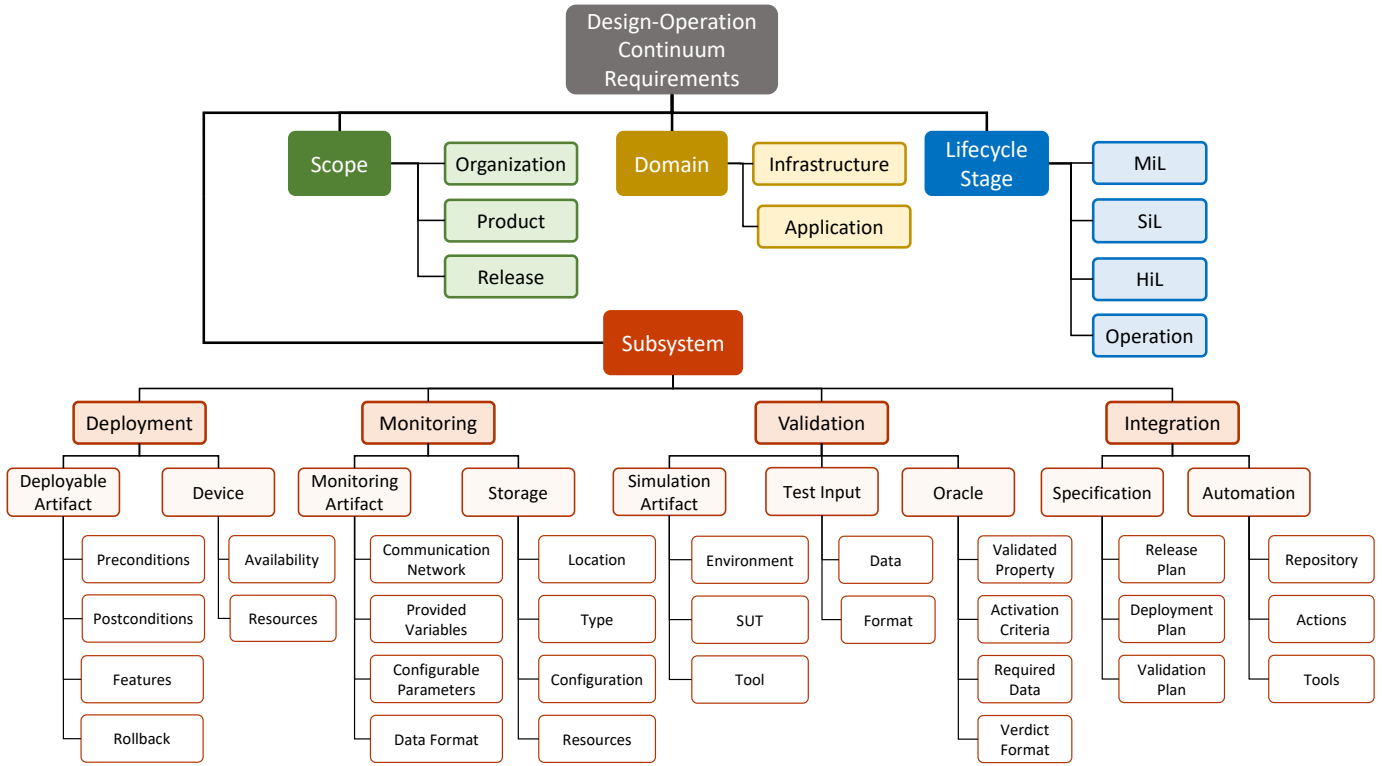 Design-Operation
Continuum
Requirements
Scope
Organization
Product
Release
Domain
Infrastructure
Application
Lifecycle
Stage
MiL
SiL
HiL
Operation
Subsystem
Deployment
Deployable
Artifact
Preconditions
Postconditions
Features
Rollback
Device
Availability
Resources
Monitoring
Monitoring
Artifact
Communication
Network
Provided
Variables
Configurable
Parameters
Data Format
Storage
Location
Type
Configuration
Resources
Validation
Simulation
Artifact
Environment
SUT
Tool
Test Input
Data
Format
Oracle
Validated
Property
Activation
Criteria
Required
Data
Verdict
Format
Integration
Specification
Release
Plan
Deployment
Plan
Validation
Plan
Automation
Repository
Actions
Tools